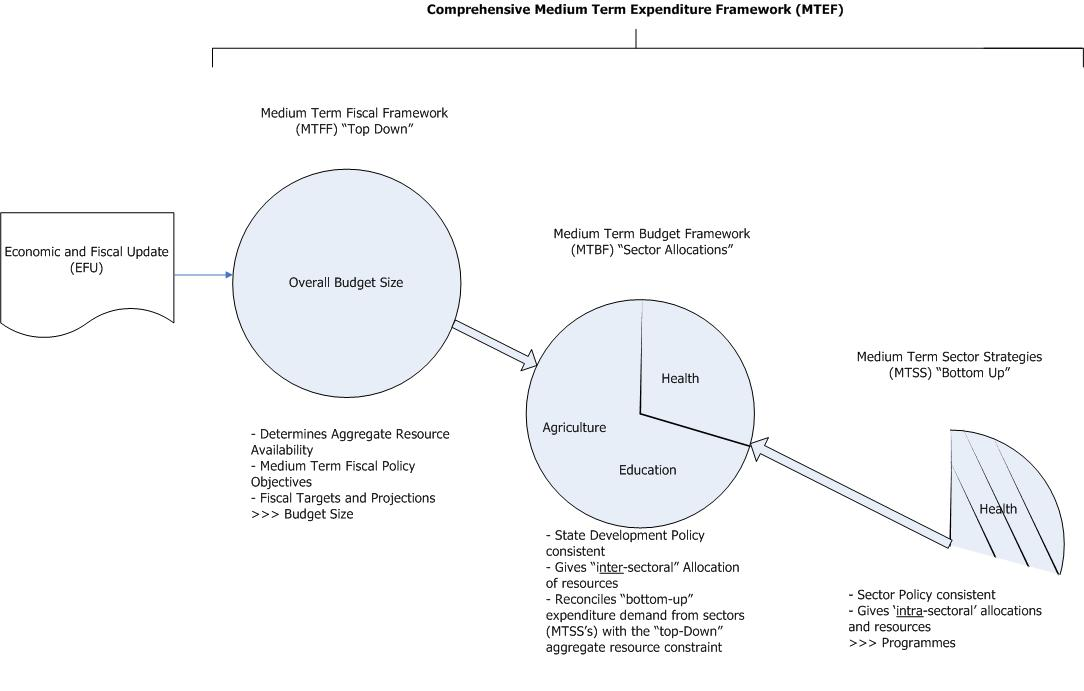 Comprehensive Medium Term Expenditure Framework (MTEF)
Medium Term Fiscal Framework
(MTFF) “Top Down”
Economic and Fiscal Update
(EFU)
Overall Budget Size
- Determines Aggregate Resource
Availability
- Medium Term Fiscal Policy
Objectives
- Fiscal Targets and Projections
>>> Budget Size
Medium Term Budget Framework
(MTBF) “Sector Allocations”
Health
Agriculture
Education
- State Development Policy
consistent
- Gives “inter-sectoral” Allocation
of resources
- Reconciles “bottom-up”
expenditure demand from sectors
(MTSS’s) with the “top-Down”
aggregate resource constraint
Medium Term Sector Strategies
(MTSS) “Bottom Up”
Health
- Sector Policy consistent
- Gives ‘intra-sectoral’ allocations
and resources
>>> Programmes